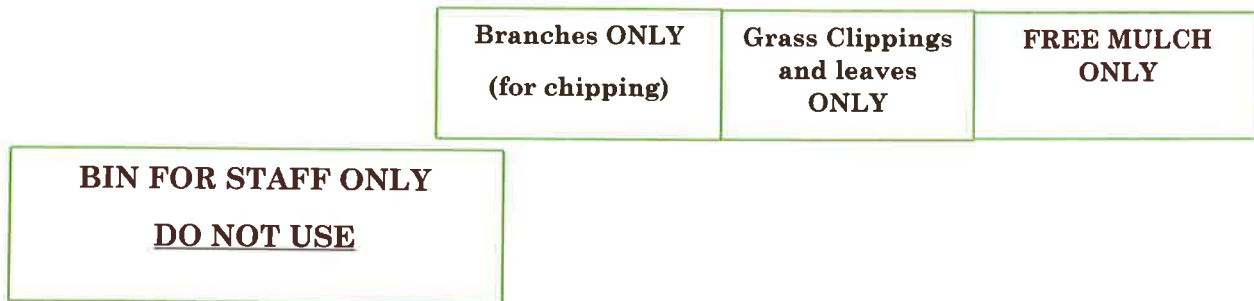 Branches ONLY
(for chipping)
Grass Clippings
and leaves
ONLY
FREE MULCH
ONLY
BIN FOR STAFF ONLY
DO NOT USE